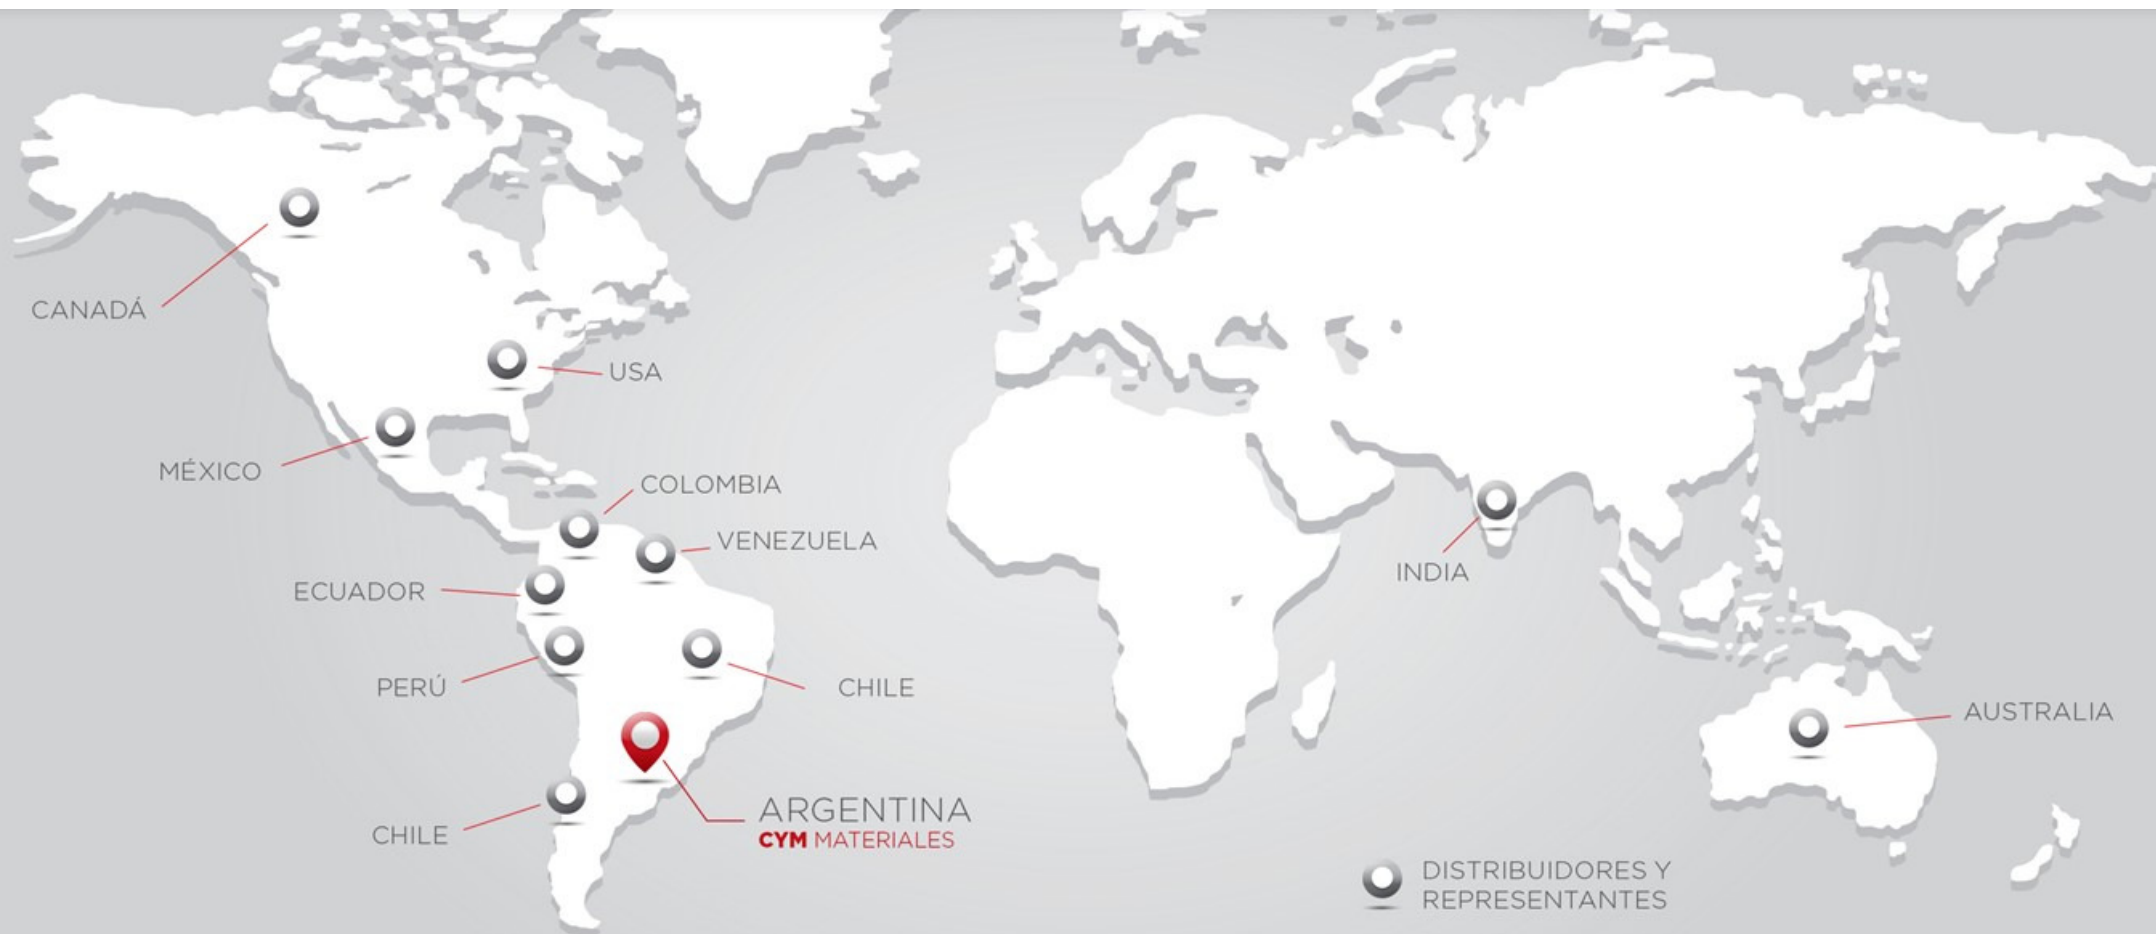 CANADÁ
USA
MÉXICO
COLOMBIA
VENEZUELA
ECUADOR
INDIA
PERÚ
CHILE
AUSTRALIA
ARGENTINA
CYM MATERIALES
CHILE
DISTRIBUIDORES Y
REPRESENTANTES